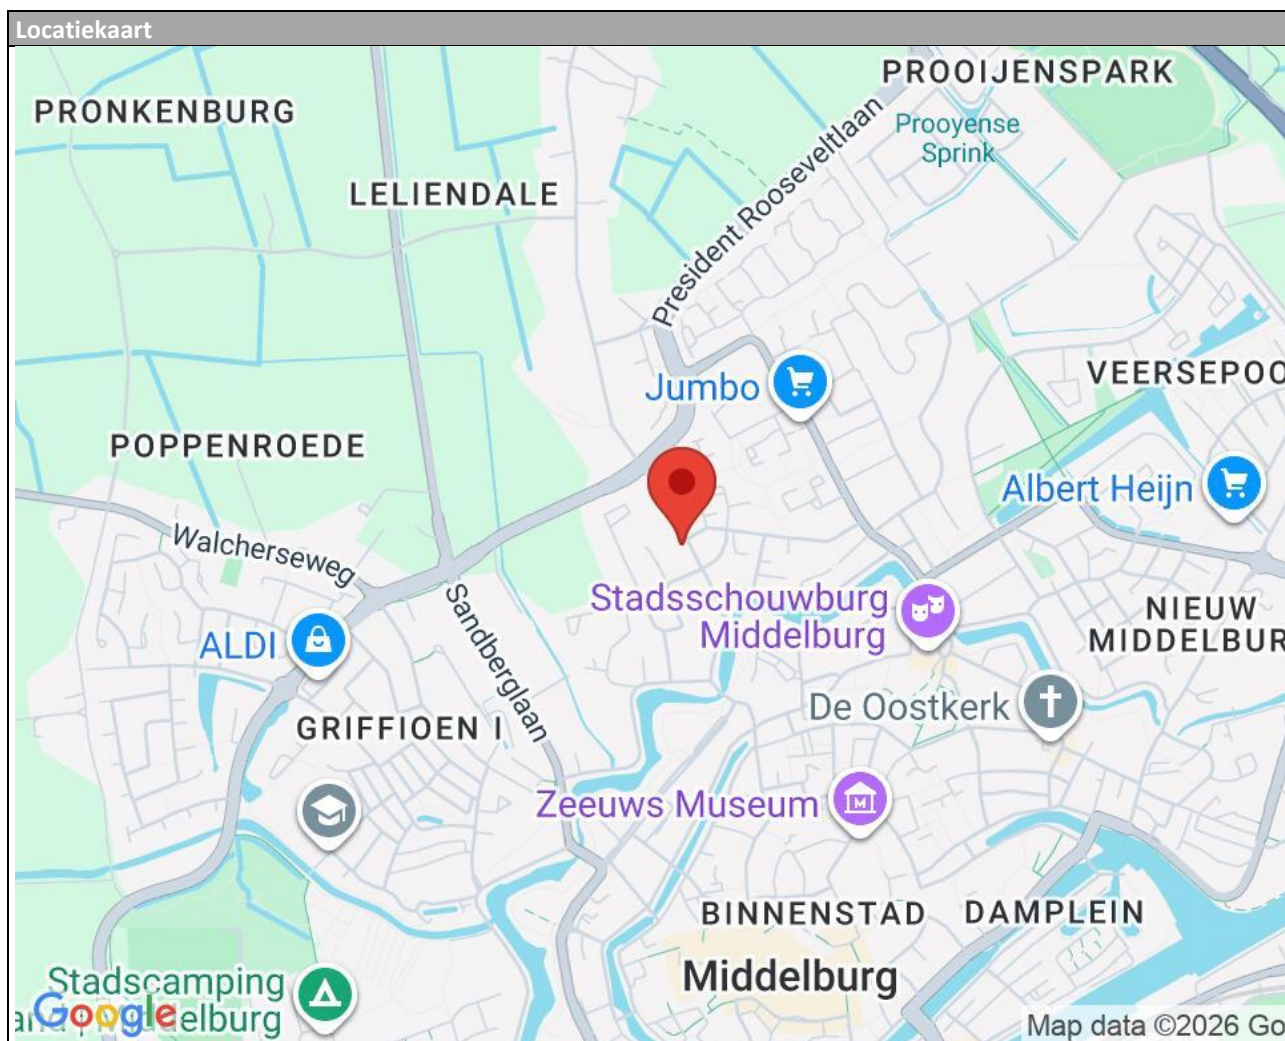 Locatiekaart
PROOIJENSPARK
PRONKENBURG
Prooyense
Sprink
President Rooseveltlaan
LELIENDALE
VEERSEPOO
Jumbo
POPPENROEDE
Albert Heijn
Walcherseweg
Stadsschouwburg
Middelburg
Sandberglaan
NIEUW
MIDDELBUR
ALDI
De Oostkerk
GRIFFIOEN I
Zeeuws Museum
BINNENSTAD
DAMPLEIN
Middelburg
Stadscamping
Google
elburg
Map data ©2026 Go